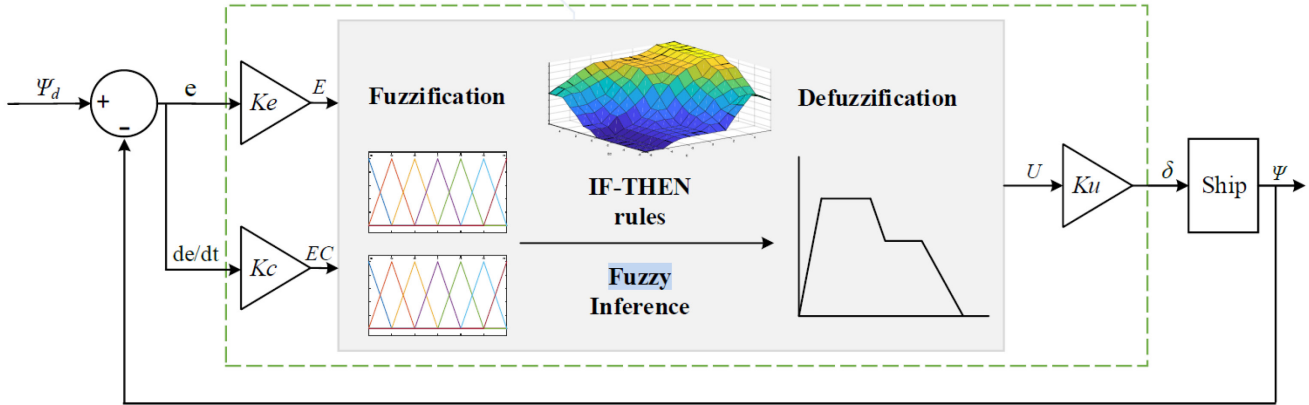 Ψd
+
-
e
Ke
E
Fuzzification
Defuzzification
IF-THEN
rules
Fuzzy
Inference
de/dt
Kc
EC
U
Ku
δ
Ship
Ψ